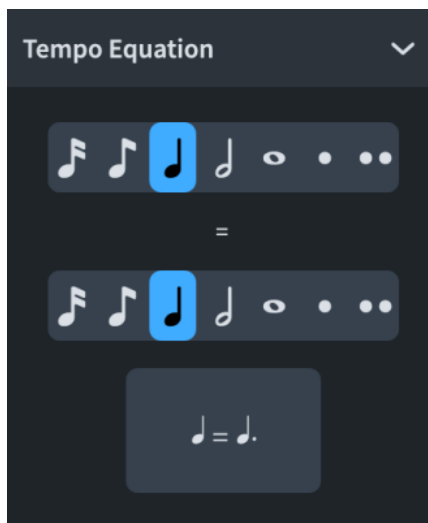 Tempo Equation
=
♩ = ♩.